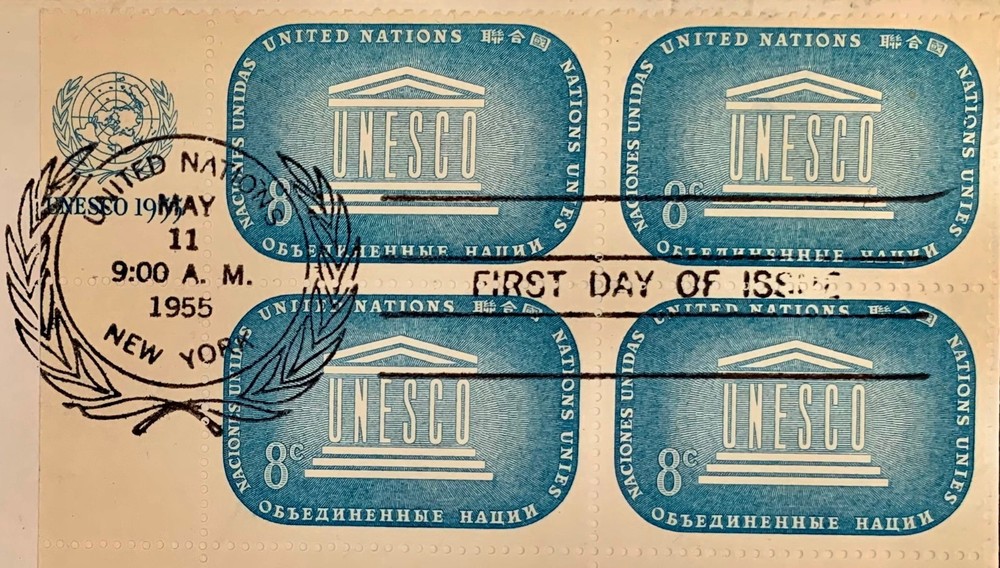 UNITED NATIONS 聯合國
NACIONES UNIDAS
NATIONS UNIES
UNESCO
8c
ОБЪЕДИНЕННЫЕ НАЦИИ
UNITED NATIONS 聯合國
NACIONES UNIDAS
NATIONS UNIES
UNESCO
8c
ОБЪЕДИНЕННЫЕ НАЦИИ
UNESCO 1955
UNITED NATIONS
MAY
11
9:00 A. M.
1955
NEW YORK
FIRST DAY OF ISSUE
UNITED NATIONS 聯合國
NACIONES UNIDAS
NATIONS UNIES
UNESCO
8c
ОБЪЕДИНЕННЫЕ НАЦИИ
UNITED NATIONS 聯合國
NACIONES UNIDAS
NATIONS UNIES
UNESCO
8c
ОБЪЕДИНЕННЫЕ НАЦИИ